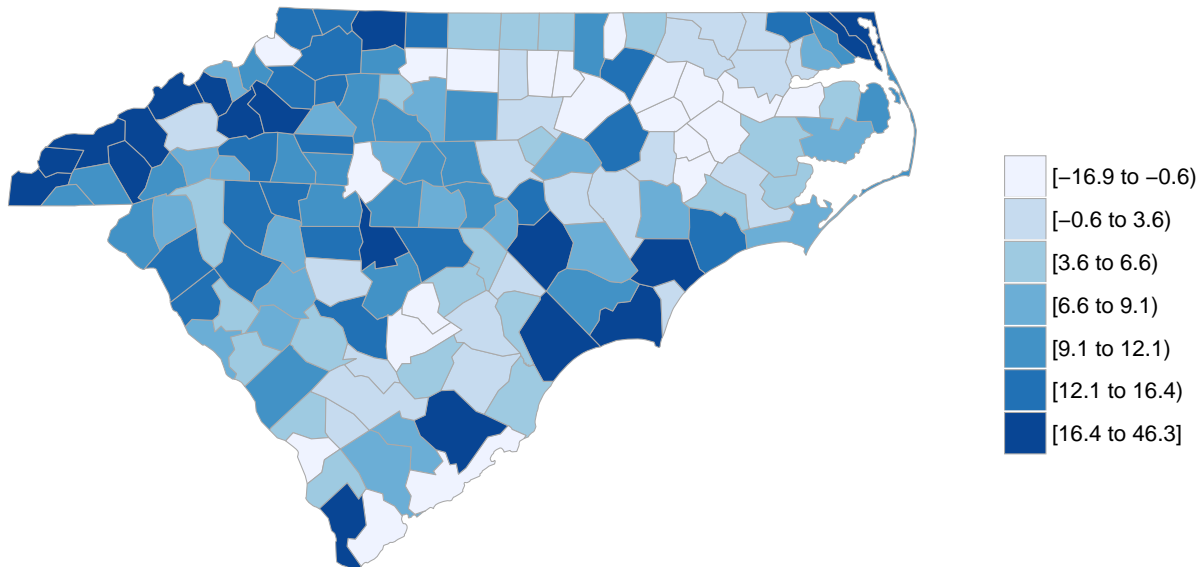 [−16.9 to −0.6)
[−0.6 to 3.6)
[3.6 to 6.6)
[6.6 to 9.1)
[9.1 to 12.1)
[12.1 to 16.4)
[16.4 to 46.3]